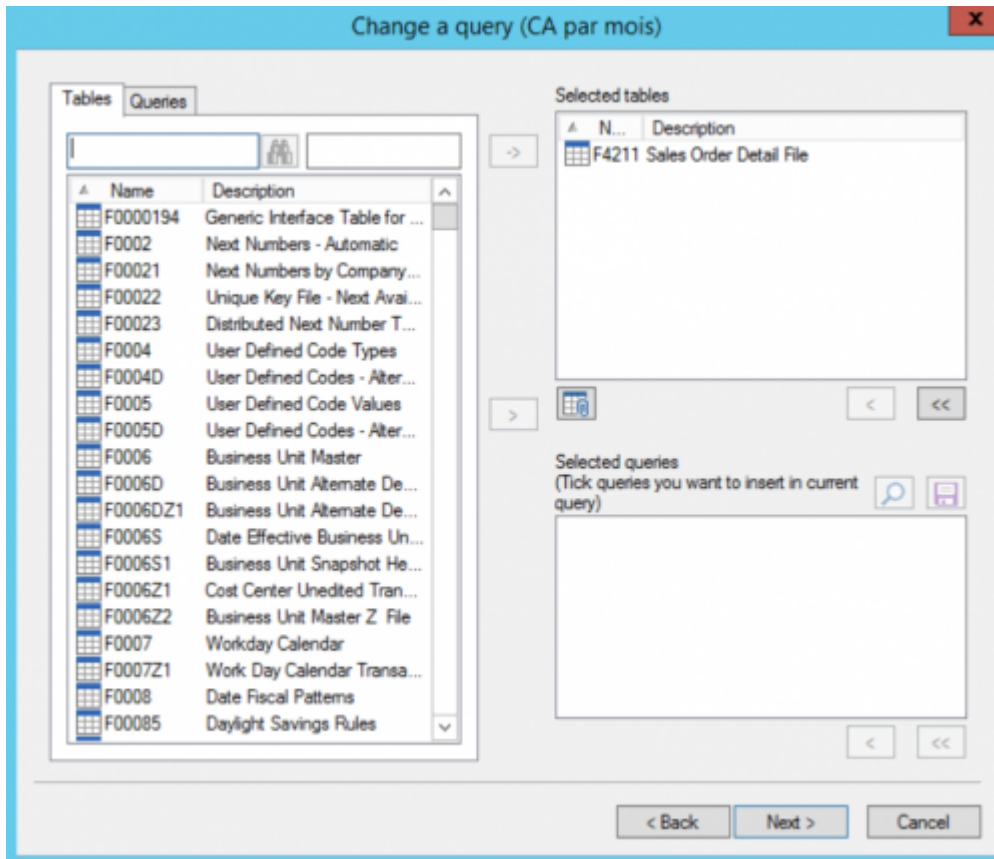 Change a query (CA par mois)
x
Tables Queries
Name Description
F0000194 Generic Interface Table for ...
F0002 Next Numbers - Automatic
F00021 Next Numbers by Company...
F00022 Unique Key File - Next Avai...
F00023 Distributed Next Number T...
F0004 User Defined Code Types
F0004D User Defined Codes - Alter...
F0005 User Defined Code Values
F0005D User Defined Codes - Alter...
F0006 Business Unit Master
F0006D Business Unit Alternate De...
F0006DZ1 Business Unit Alternate De...
F0006S Date Effective Business Un...
F0006S1 Business Unit Snapshot He...
F0006Z1 Cost Center Unedited Tran...
F0006Z2 Business Unit Master Z File
F0007 Workday Calendar
F0007Z1 Work Day Calendar Transa...
F0008 Date Fiscal Patterns
F00085 Daylight Savings Rules
->
>
Selected tables
N... Description
F4211 Sales Order Detail File
< <<
Selected queries
(Tick queries you want to insert in current
query)
< <<
< Back Next > Cancel